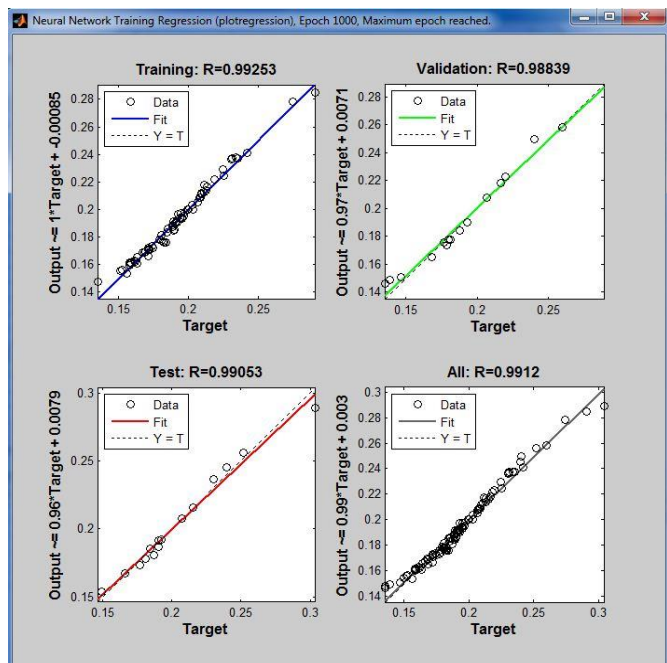 Neural Network Training Regression (plotregression), Epoch 1000, Maximum epoch reached.
Training: R=0.99253
Output ~= 1*Target + -0.00085
0.28
0.26
0.24
0.22
0.2
0.18
0.16
0.14
Data
Fit
Y = T
0.15
0.2
0.25
Target
Validation: R=0.98839
Output ~= 0.97*Target + 0.0071
0.28
0.26
0.24
0.22
0.2
0.18
0.16
0.14
Data
Fit
Y = T
0.15
0.2
0.25
Target
Test: R=0.99053
Output ~= 0.96*Target + 0.0079
0.3
0.25
0.2
0.15
Data
Fit
Y = T
0.15
0.2
0.25
0.3
Target
All: R=0.9912
Output ~= 0.99*Target + 0.003
0.3
0.28
0.26
0.24
0.22
0.2
0.18
0.16
0.14
Data
Fit
Y = T
0.15
0.2
0.25
0.3
Target